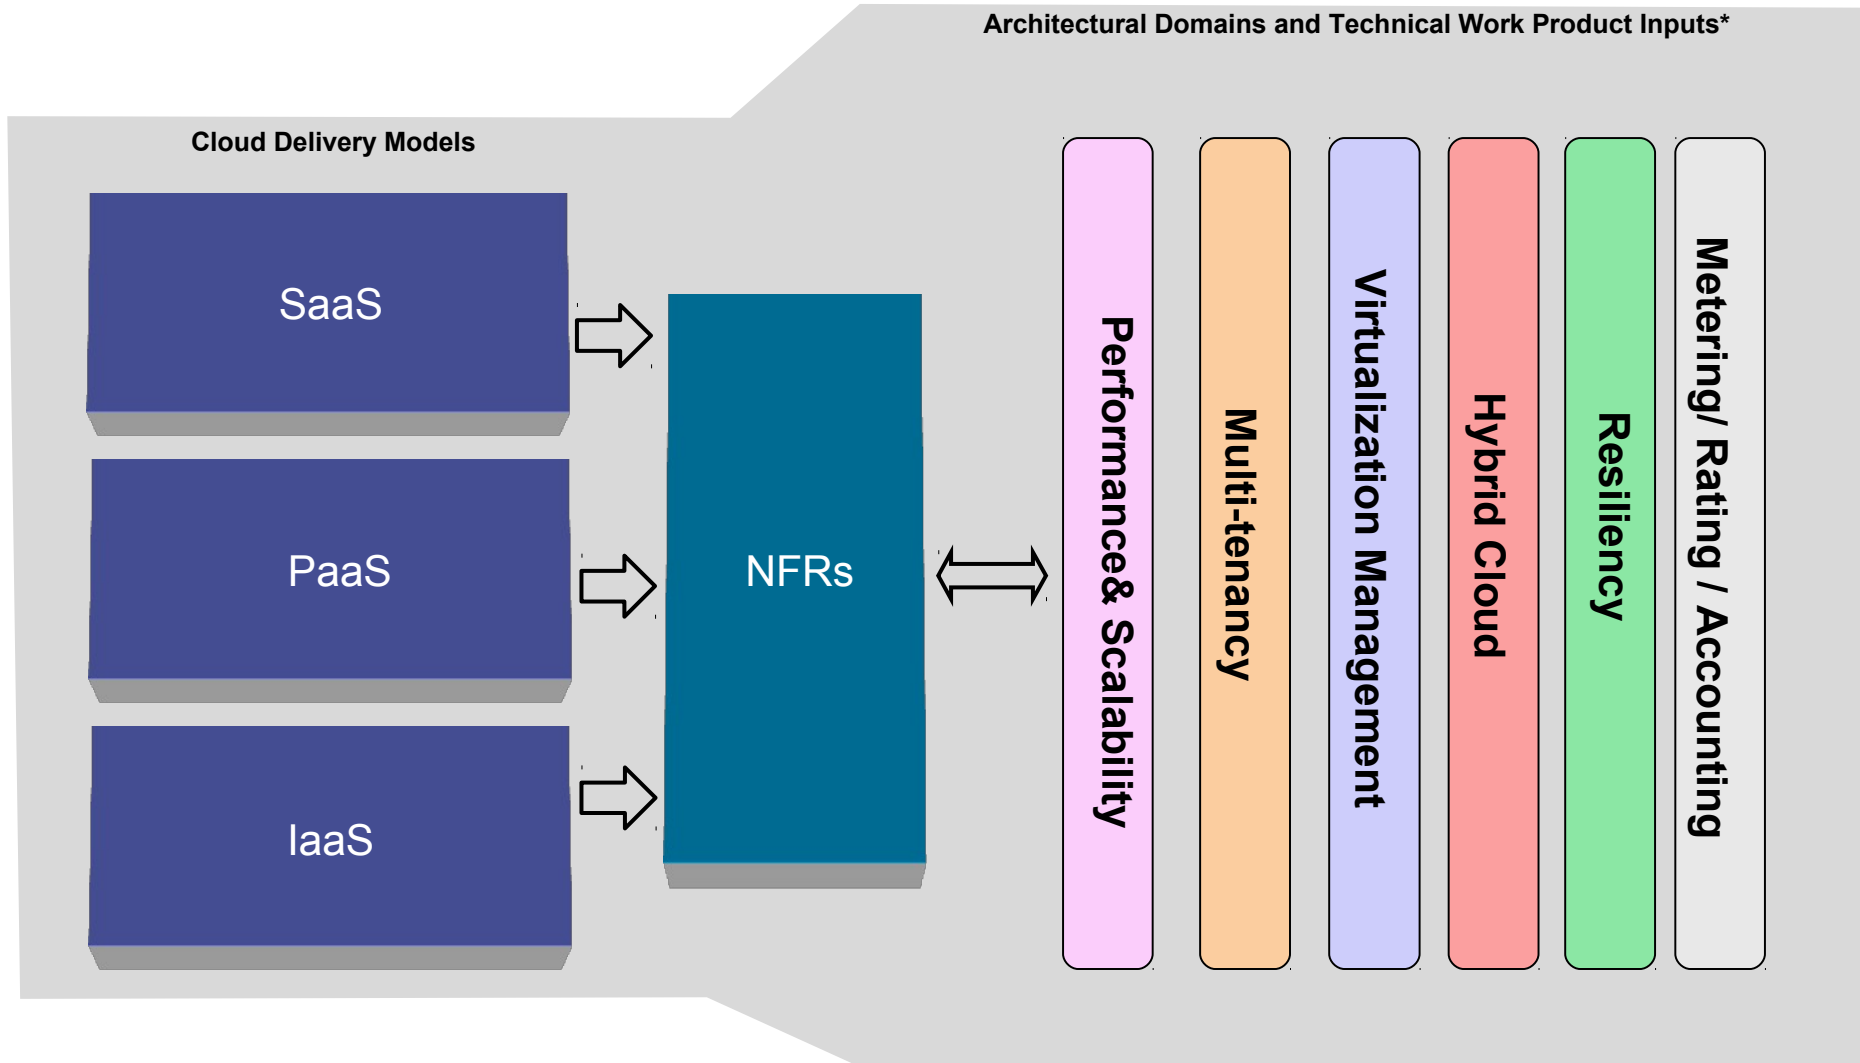 Architectural Domains and Technical Work Product Inputs*
Cloud Delivery Models
SaaS
PaaS
IaaS
NFRs
Performance& Scalability
Multi-tenancy
Virtualization Management
Hybrid Cloud
Resiliency
Metering/ Rating / Accounting